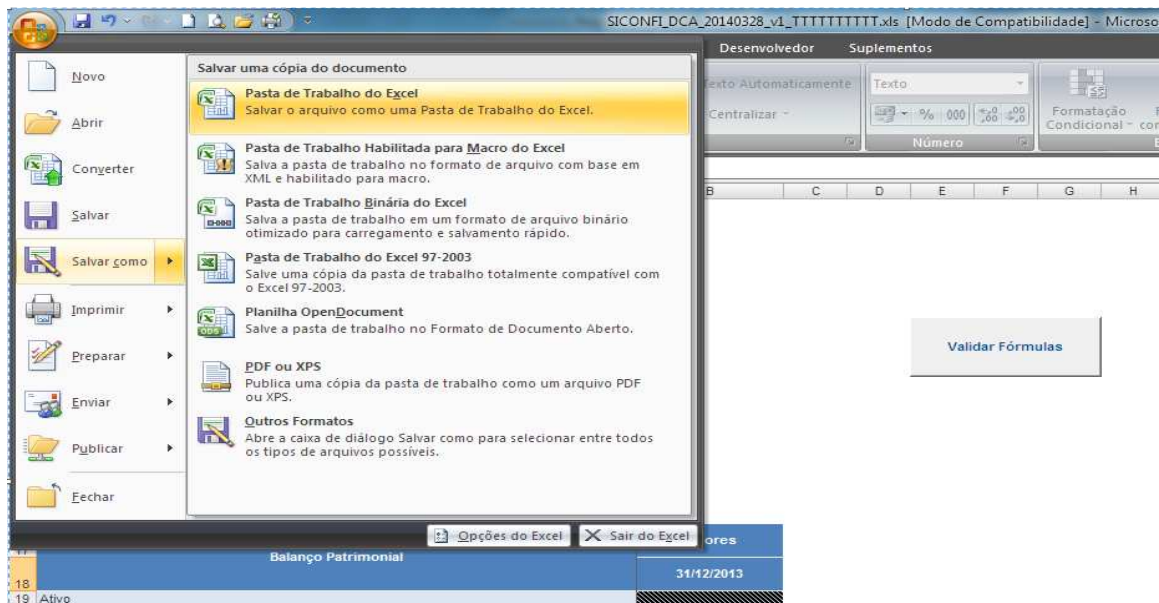 SICONFI_DCA_20140328_v1_TTTTTTTTTT.xls [Modo de Compatibilidade] - Microso
Desenvolvedor Suplementos
Novo
Abrir
Converter
Salvar
Salvar como
Imprimir
Preparar
Enviar
Publicar
Fechar
Salvar uma cópia do documento
Pasta de Trabalho do Excel
Salvar o arquivo como uma Pasta de Trabalho do Excel.
Pasta de Trabalho Habilitada para Macro do Excel
Salva a pasta de trabalho no formato de arquivo com base em
XML e habilitado para macro.
Pasta de Trabalho Binária do Excel
Salva a pasta de trabalho em um formato de arquivo binário
otimizado para carregamento e salvamento rápido.
Pasta de Trabalho do Excel 97-2003
Salve uma cópia da pasta de trabalho totalmente compatível com
o Excel 97-2003.
Planilha OpenDocument
Salve a pasta de trabalho no Formato de Documento Aberto.
PDF ou XPS
Publica uma cópia da pasta de trabalho como um arquivo PDF
ou XPS.
Outros Formatos
Abre a caixa de diálogo Salvar como para selecionar entre todos
os tipos de arquivos possíveis.
Opções do Excel Sair do Excel
exto Automaticamente
Centralizar
Texto
% 000
Número
Formatação
Condicional
B C D E F G H
Validar Fórmulas
Balanço Patrimonial
ores
31/12/2013
18
19 Ativo